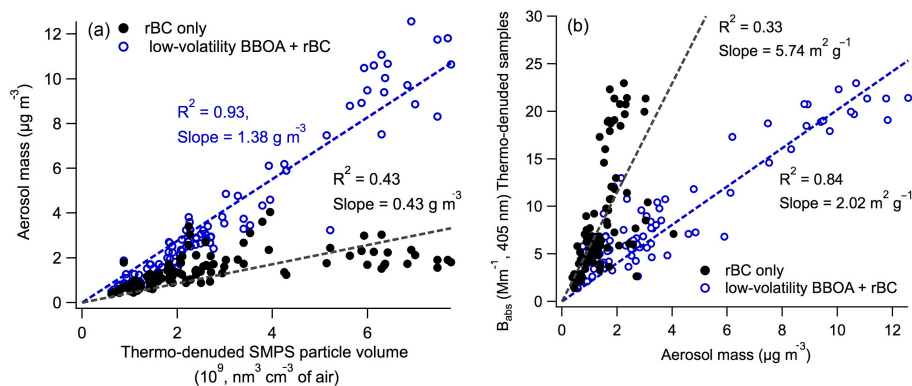 (a)
rBC only
low-volatility BBOA + rBC
12
10
8
6
4
2
0
Aerosol mass (µg m⁻³)
R² = 0.93,
Slope = 1.38 g m⁻³
R² = 0.43
Slope = 0.43 g m⁻³
0 2 4 6
Thermo-denuded SMPS particle volume
(10⁹, nm³ cm⁻³ of air)
(b)
30
25
20
15
10
5
0
B_abs (Mm⁻¹, 405 nm) Thermo-denuded samples
R² = 0.33
Slope = 5.74 m² g⁻¹
R² = 0.84
Slope = 2.02 m² g⁻¹
rBC only
low-volatility BBOA + rBC
0 2 4 6 8 10 12
Aerosol mass (µg m⁻³)